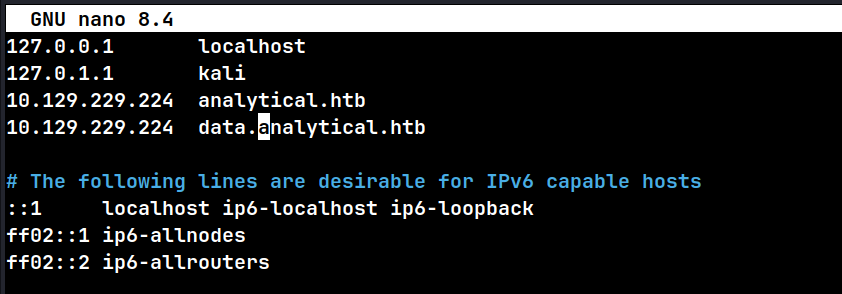 GNU nano 8.4
127.0.0.1       localhost
127.0.1.1       kali
10.129.229.224  analytical.htb
10.129.229.224  data.analytical.htb
# The following lines are desirable for IPv6 capable hosts
::1     localhost ip6-localhost ip6-loopback
ff02::1 ip6-allnodes
ff02::2 ip6-allrouters